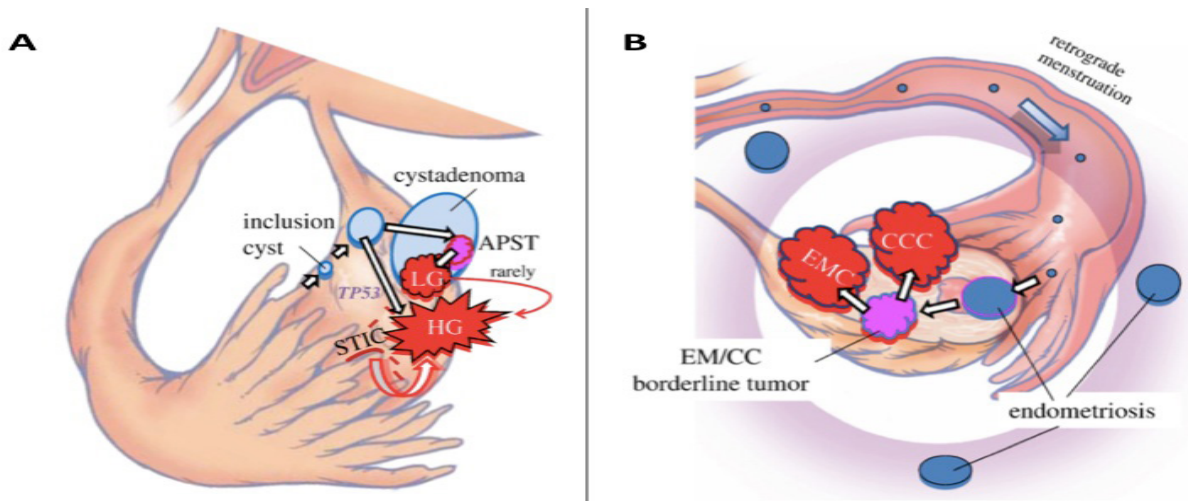 A
cystadenoma
inclusion
cyst
APST
LG
rarely
TP53
HG
STIC
B
retrograde
menstruation
CCC
EMC
EM/CC
borderline tumor
endometriosis